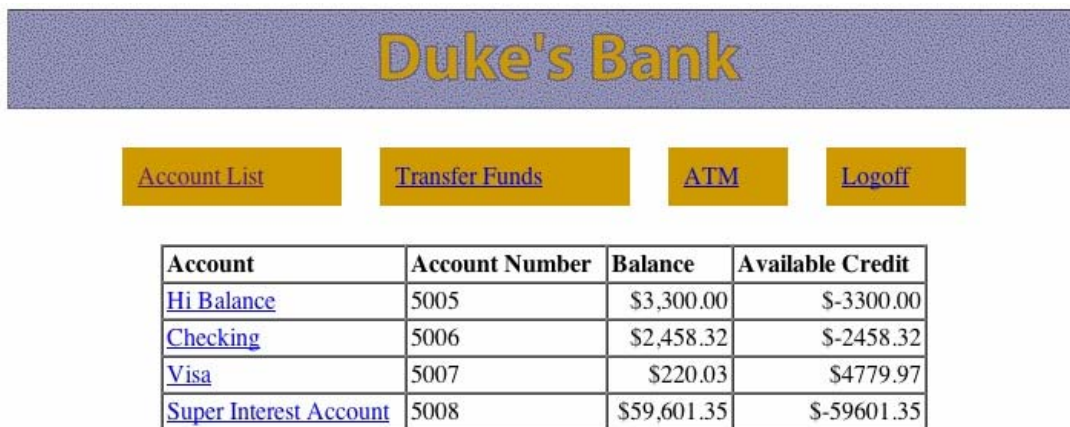 Duke's Bank
Account List Transfer Funds ATM Logoff
Account Account Number Balance Available Credit
Hi Balance 5005 $3,300.00 $-3300.00
Checking 5006 $2,458.32 $-2458.32
Visa 5007 $220.03 $4779.97
Super Interest Account 5008 $59,601.35 $-59601.35